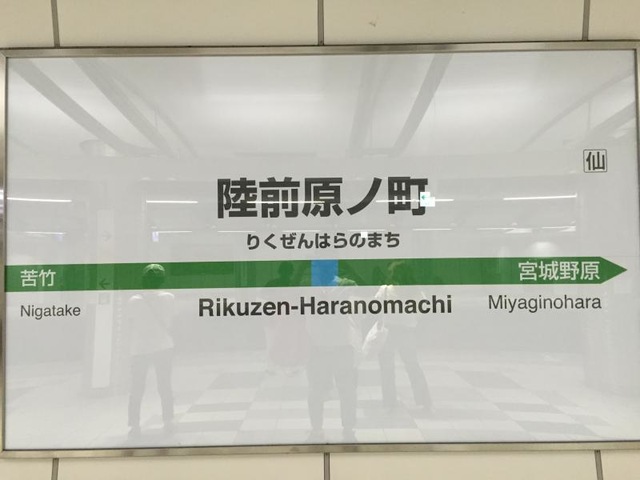 仙
陸前原ノ町
りくぜんはらのまち
苦竹
宮城野原
Nigatake
Rikuzen-Haranomachi
Miyaginohara